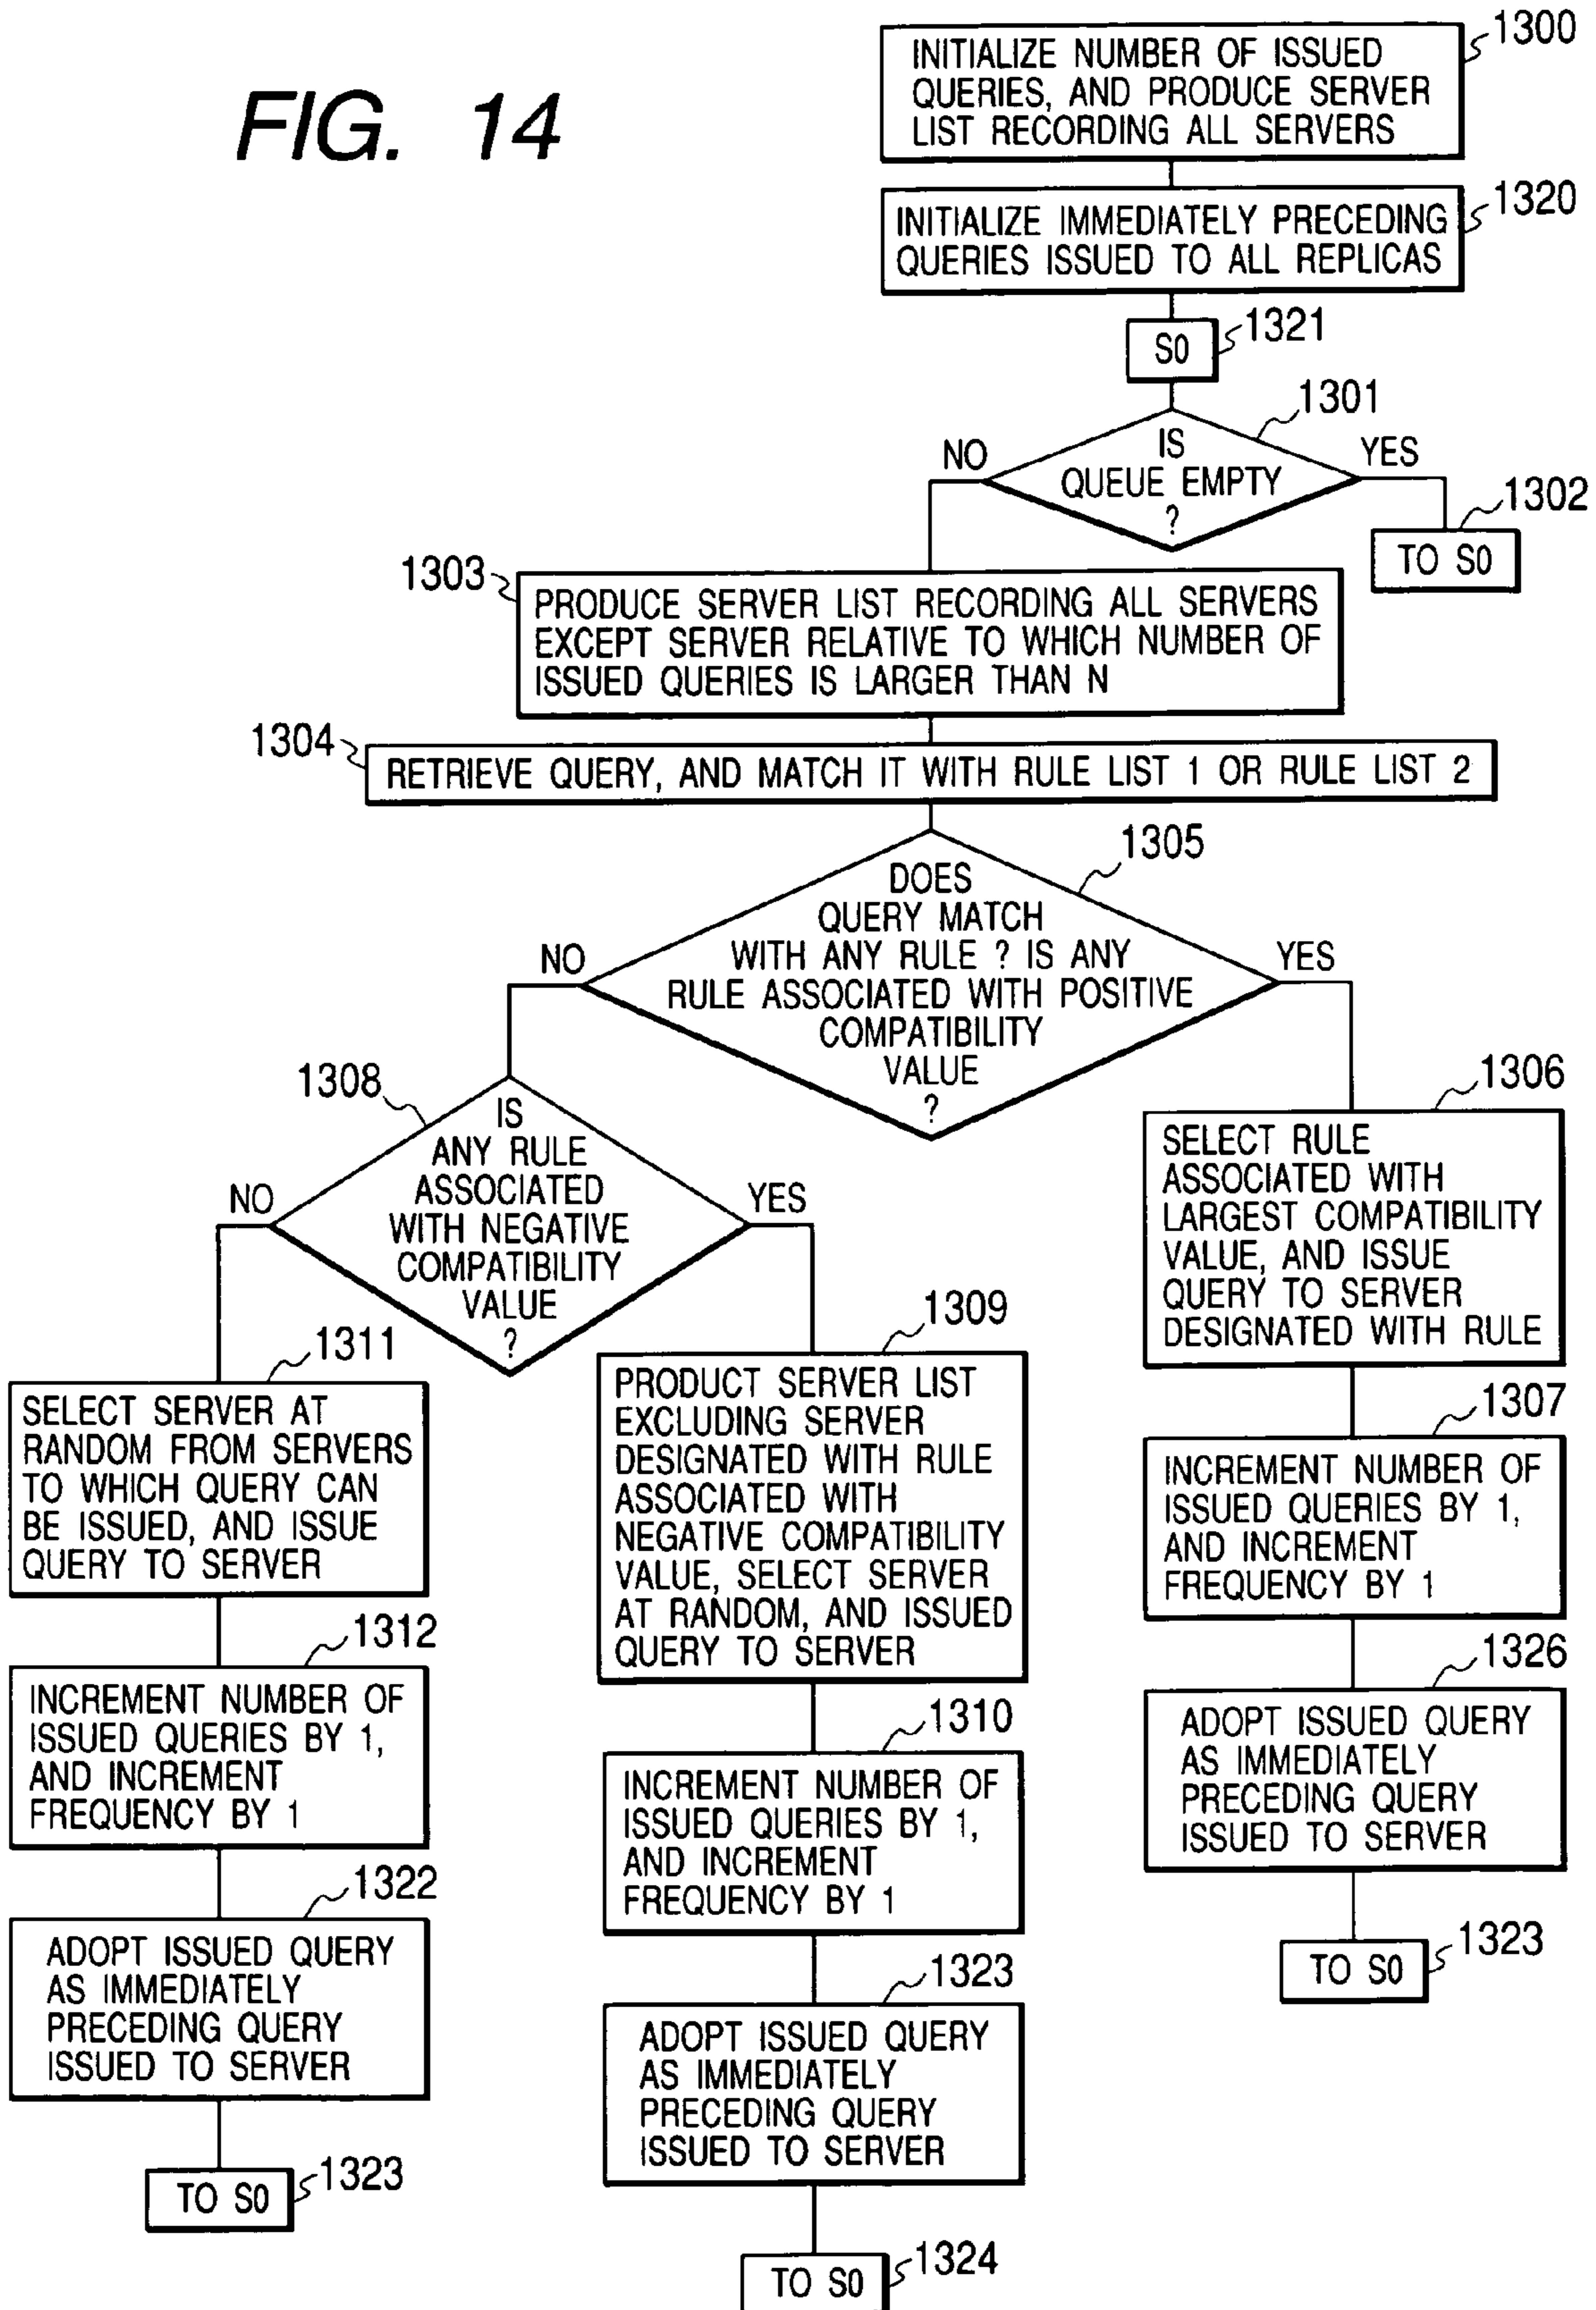 FIG. 14
1300
INITIALIZE NUMBER OF ISSUED
QUERIES, AND PRODUCE SERVER
LIST RECORDING ALL SERVERS
1320
INITIALIZE IMMEDIATELY PRECEDING
QUERIES ISSUED TO ALL REPLICAS
1321
S0
1301
IS
QUEUE EMPTY
?
NO
YES
1302
TO S0
1303
PRODUCE SERVER LIST RECORDING ALL SERVERS
EXCEPT SERVER RELATIVE TO WHICH NUMBER OF
ISSUED QUERIES IS LARGER THAN N
1304
RETRIEVE QUERY, AND MATCH IT WITH RULE LIST 1 OR RULE LIST 2
1305
DOES
QUERY MATCH
WITH ANY RULE ? IS ANY
RULE ASSOCIATED WITH POSITIVE
COMPATIBILITY
VALUE
?
NO
YES
1308
IS
ANY RULE
ASSOCIATED
WITH NEGATIVE
COMPATIBILITY
VALUE
?
NO
YES
1306
SELECT RULE
ASSOCIATED WITH
LARGEST COMPATIBILITY
VALUE, AND ISSUE
QUERY TO SERVER
DESIGNATED WITH RULE
1307
INCREMENT NUMBER OF
ISSUED QUERIES BY 1,
AND INCREMENT
FREQUENCY BY 1
1326
ADOPT ISSUED QUERY
AS IMMEDIATELY
PRECEDING QUERY
ISSUED TO SERVER
1323
TO S0
1309
PRODUCT SERVER LIST
EXCLUDING SERVER
DESIGNATED WITH RULE
ASSOCIATED WITH
NEGATIVE COMPATIBILITY
VALUE, SELECT SERVER
AT RANDOM, AND ISSUED
QUERY TO SERVER
1310
INCREMENT NUMBER OF
ISSUED QUERIES BY 1,
AND INCREMENT
FREQUENCY BY 1
1323
ADOPT ISSUED QUERY
AS IMMEDIATELY
PRECEDING QUERY
ISSUED TO SERVER
1324
TO S0
1311
SELECT SERVER AT
RANDOM FROM SERVERS
TO WHICH QUERY CAN
BE ISSUED, AND ISSUE
QUERY TO SERVER
1312
INCREMENT NUMBER OF
ISSUED QUERIES BY 1,
AND INCREMENT
FREQUENCY BY 1
1322
ADOPT ISSUED QUERY
AS IMMEDIATELY
PRECEDING QUERY
ISSUED TO SERVER
1323
TO S0